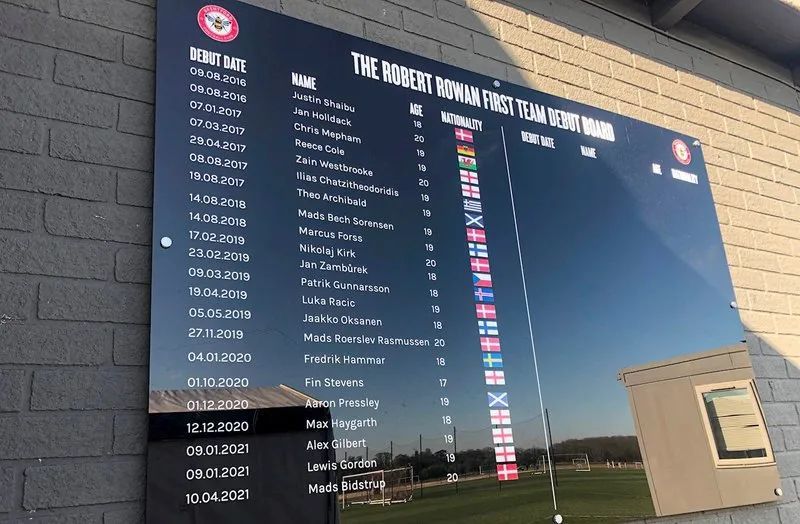 THE ROBERT ROWAN FIRST TEAM DEBUT BOARD
DEBUT DATE NAME AGE NATIONALITY DEBUT DATE NAME AGE NATIONALITY
09.08.2016 Justin Shaibu 18
09.08.2016 Jan Holldack 20
07.01.2017 Chris Mepham 19
07.03.2017 Reece Cole 19
29.04.2017 Zain Westbrooke 20
08.08.2017 Ilias Chatzitheodoridis 19
19.08.2017 Theo Archibald 19
14.08.2018 Mads Bech Sorensen 19
14.08.2018 Marcus Forss 19
17.02.2019 Nikolaj Kirk 20
23.02.2019 Jan Zambůrek 18
09.03.2019 Patrik Gunnarsson 18
19.04.2019 Luka Racic 19
05.05.2019 Jaakko Oksanen 18
27.11.2019 Mads Roerslev Rasmussen 20
04.01.2020 Fredrik Hammar 18
01.10.2020 Fin Stevens 17
01.12.2020 Aaron Pressley 19
12.12.2020 Max Haygarth 18
09.01.2021 Alex Gilbert 19
09.01.2021 Lewis Gordon 19
10.04.2021 Mads Bidstrup 20